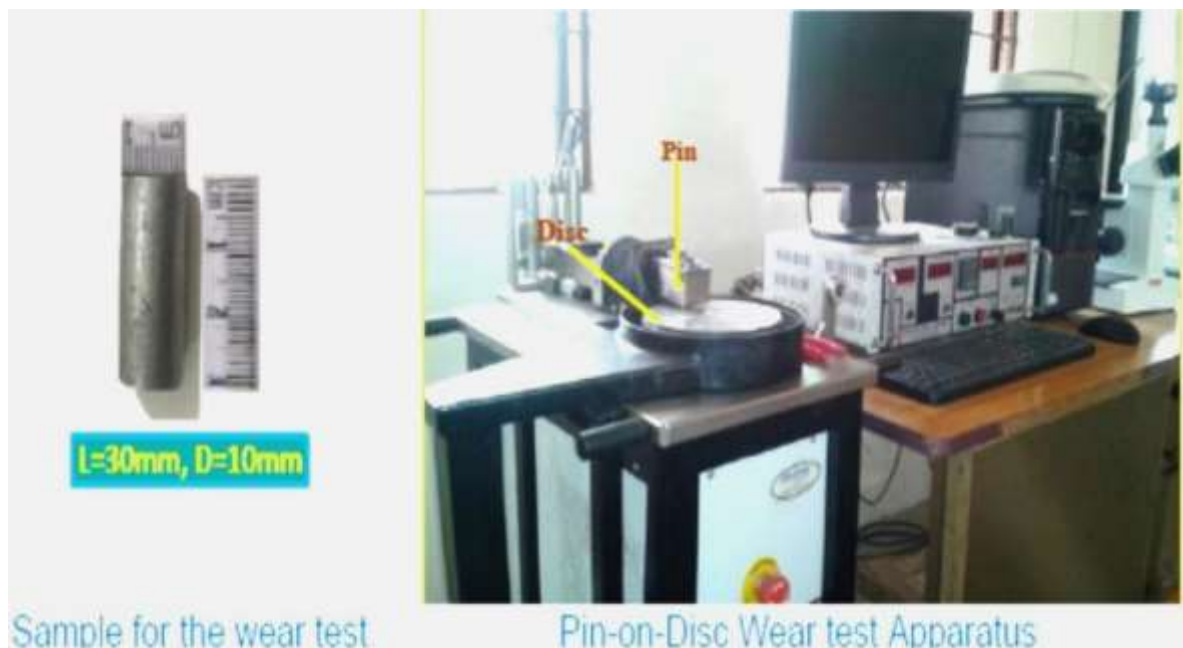 Pin
Disc
L=30mm, D=10mm
Sample for the wear test
Pin-on-Disc Wear test Apparatus